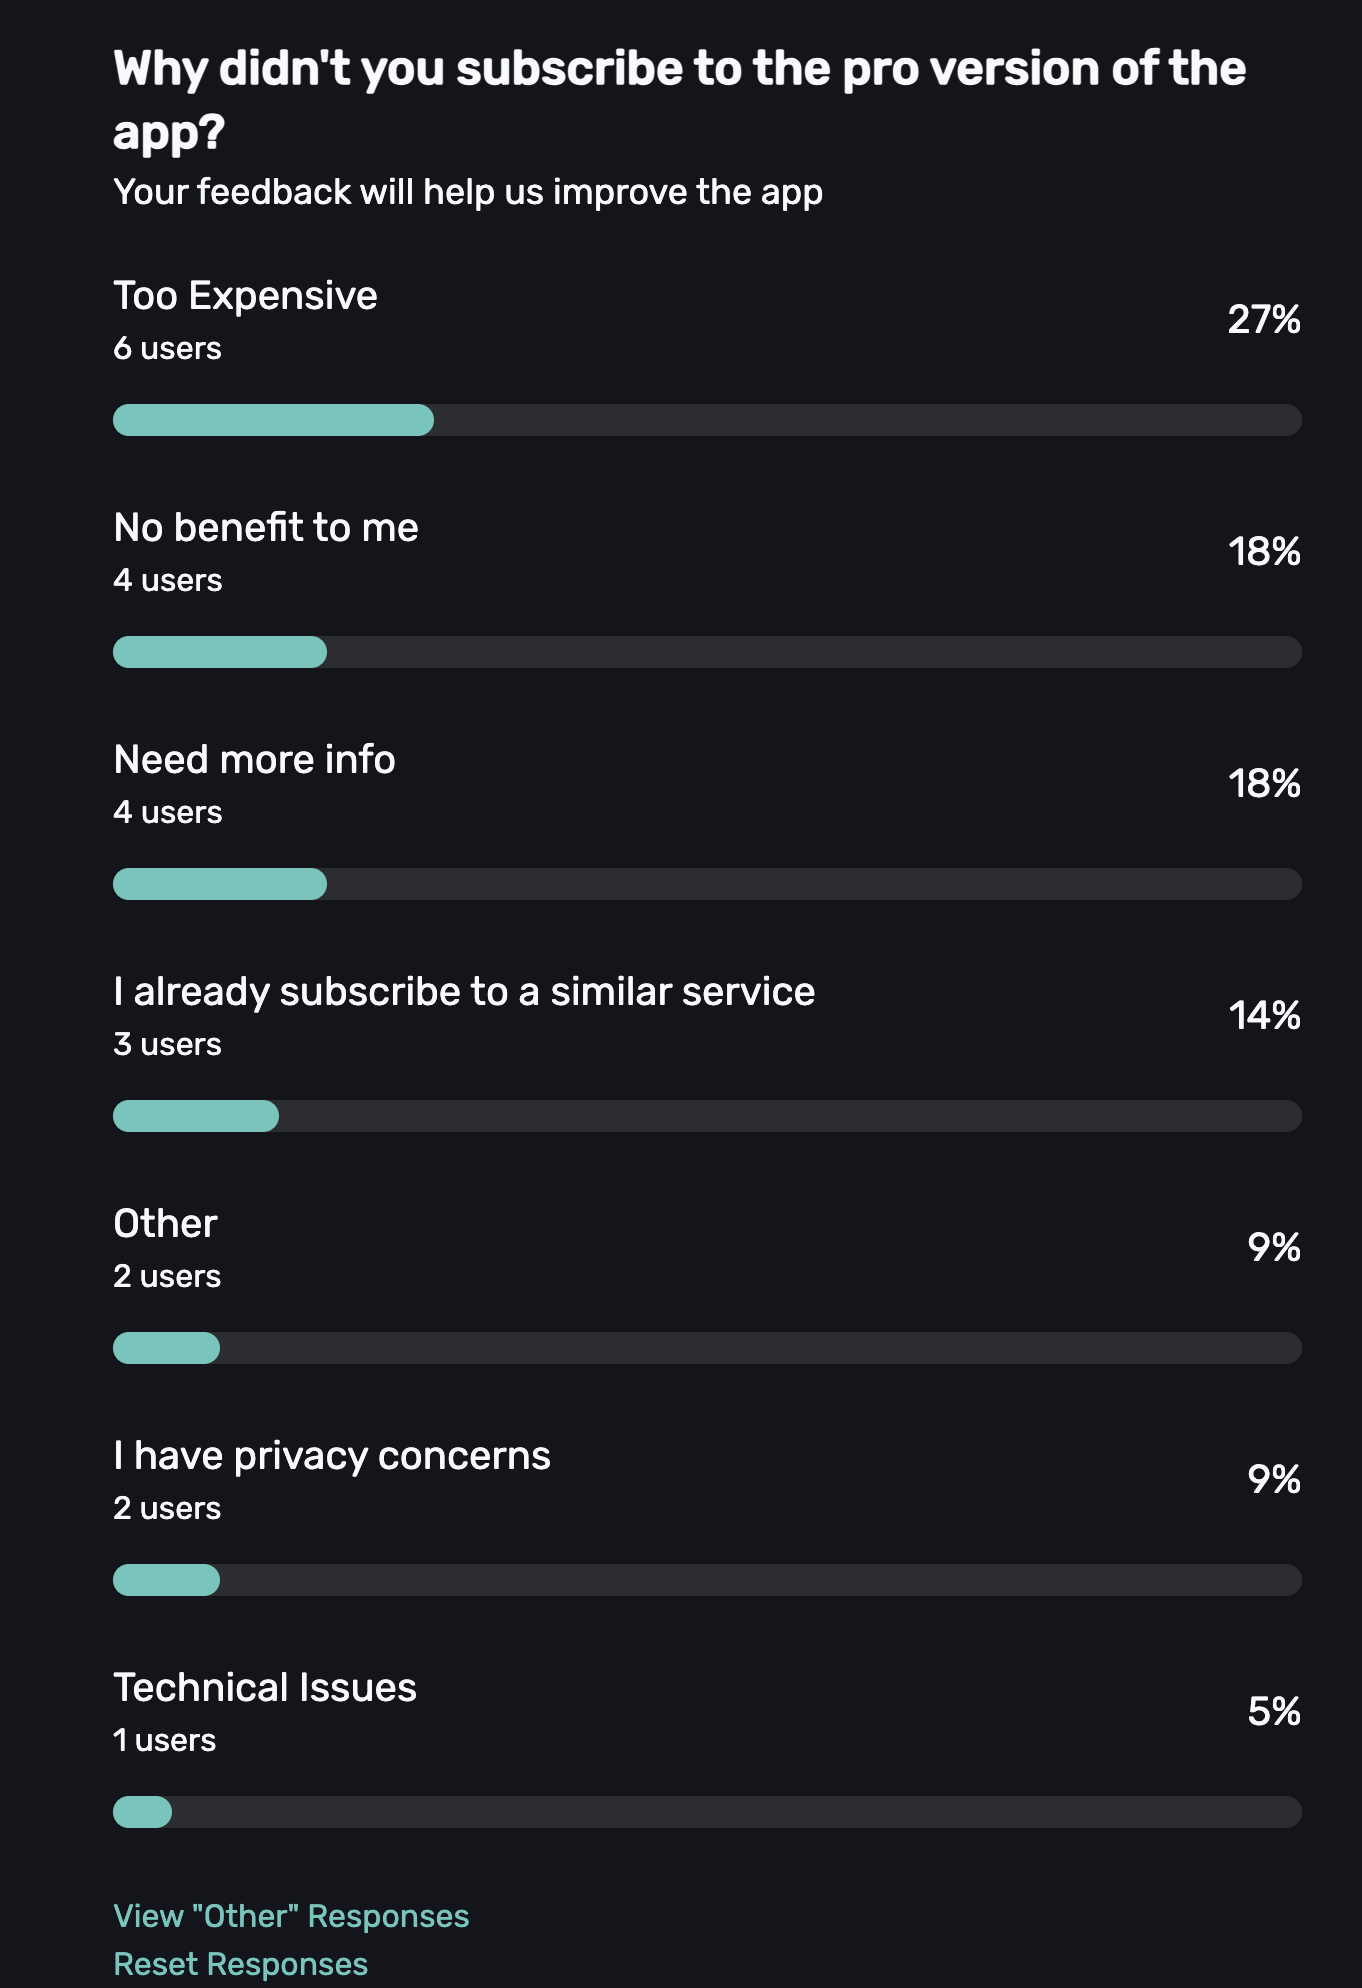 Why didn't you subscribe to the pro version of the
app?
Your feedback will help us improve the app
Too Expensive
6 users
27%
No benefit to me
4 users
18%
Need more info
4 users
18%
I already subscribe to a similar service
3 users
14%
Other
2 users
9%
I have privacy concerns
2 users
9%
Technical Issues
1 users
5%
View "Other" Responses
Reset Responses